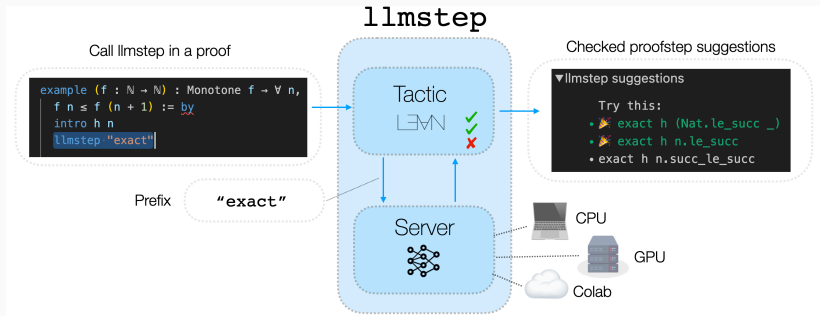 llmstep
Call llmstep in a proof
Checked proofstep suggestions
example (f : ℕ → ℕ) : Monotone f → ∀ n,
f n ≤ f (n + 1) := by
intro h n
llmstep "exact"
Tactic
L∃∀N
▼llmstep suggestions
Try this:
• 🎉 exact h (Nat.le_succ _)
• 🎉 exact h n.le_succ
• exact h n.succ_le_succ
Prefix
“exact”
Server
CPU
GPU
Colab